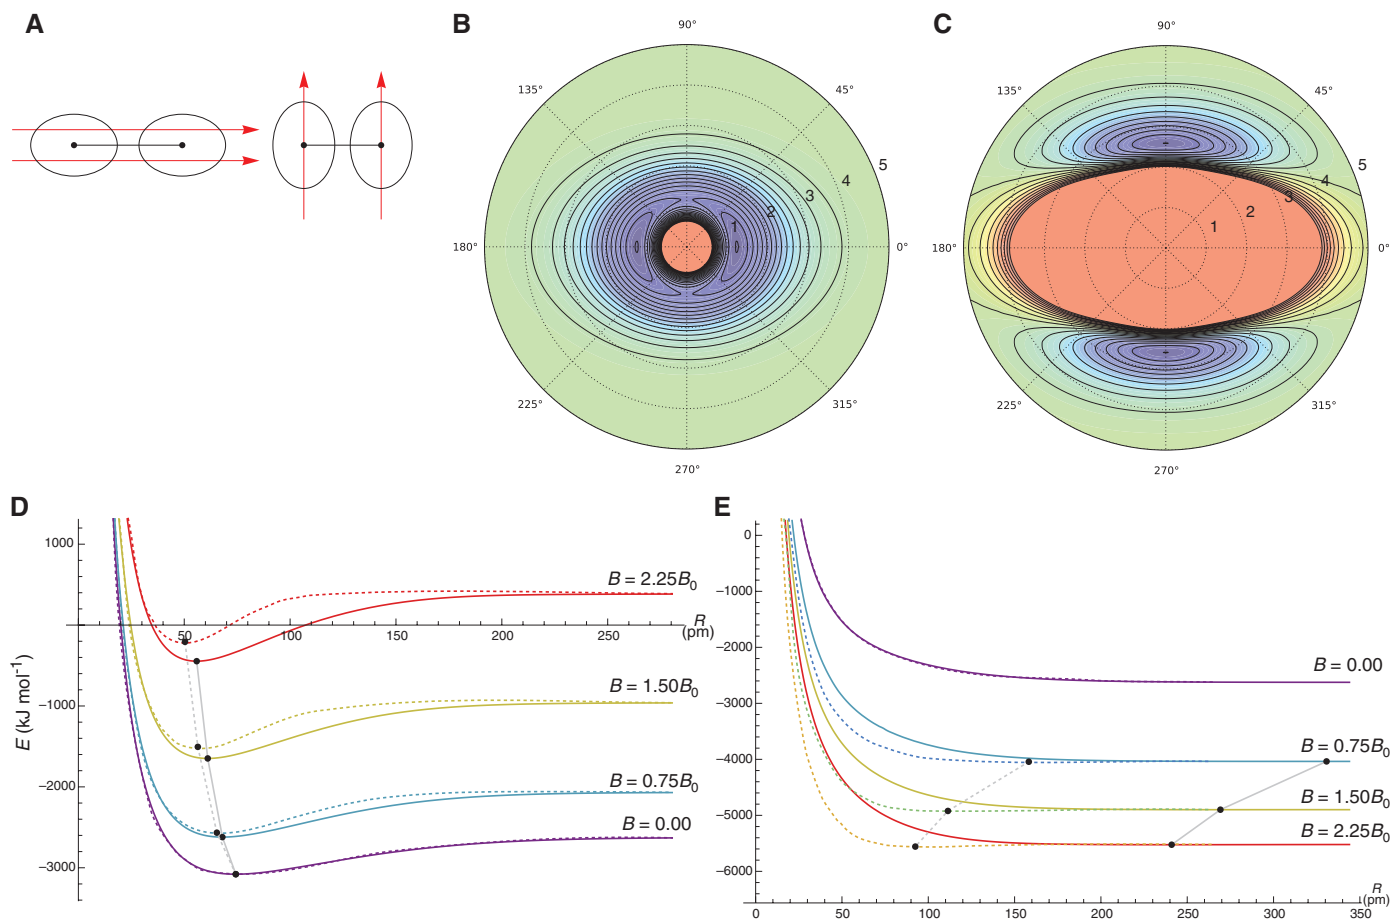 A
B
90°
135°
45°
180°
0°
225°
315°
270°
1
2
3
4
5
C
90°
135°
45°
180°
0°
225°
315°
270°
1
2
3
4
5
D
E (kJ mol⁻¹)
1000
−1000
−2000
−3000
50
100
150
200
250
R
(pm)
B = 2.25B₀
B = 1.50B₀
B = 0.75B₀
B = 0.00
E
0
−1000
−2000
−3000
−4000
−5000
−6000
B = 0.00
B = 0.75B₀
B = 1.50B₀
B = 2.25B₀
0
50
100
150
200
250
300
350
R
(pm)